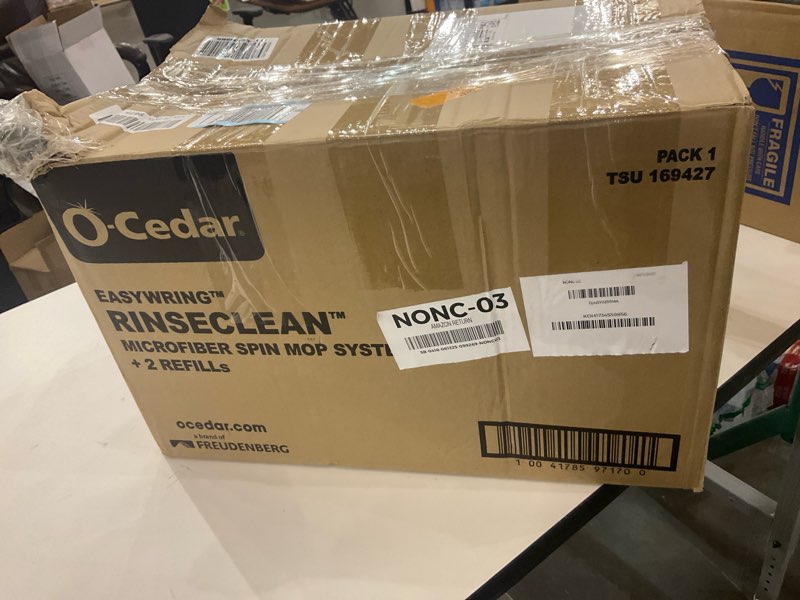 PACK 1
TSU 169427
O-Cedar®
EASYWRING™
RINSECLEAN™
MICROFIBER SPIN MOP SYSTE
+ 2 REFILLs
NONC-03
AMAZON RETURN
ocedar.com
a brand of
FREUDENBERG
1 00 41785 97170 0
FRAGILE